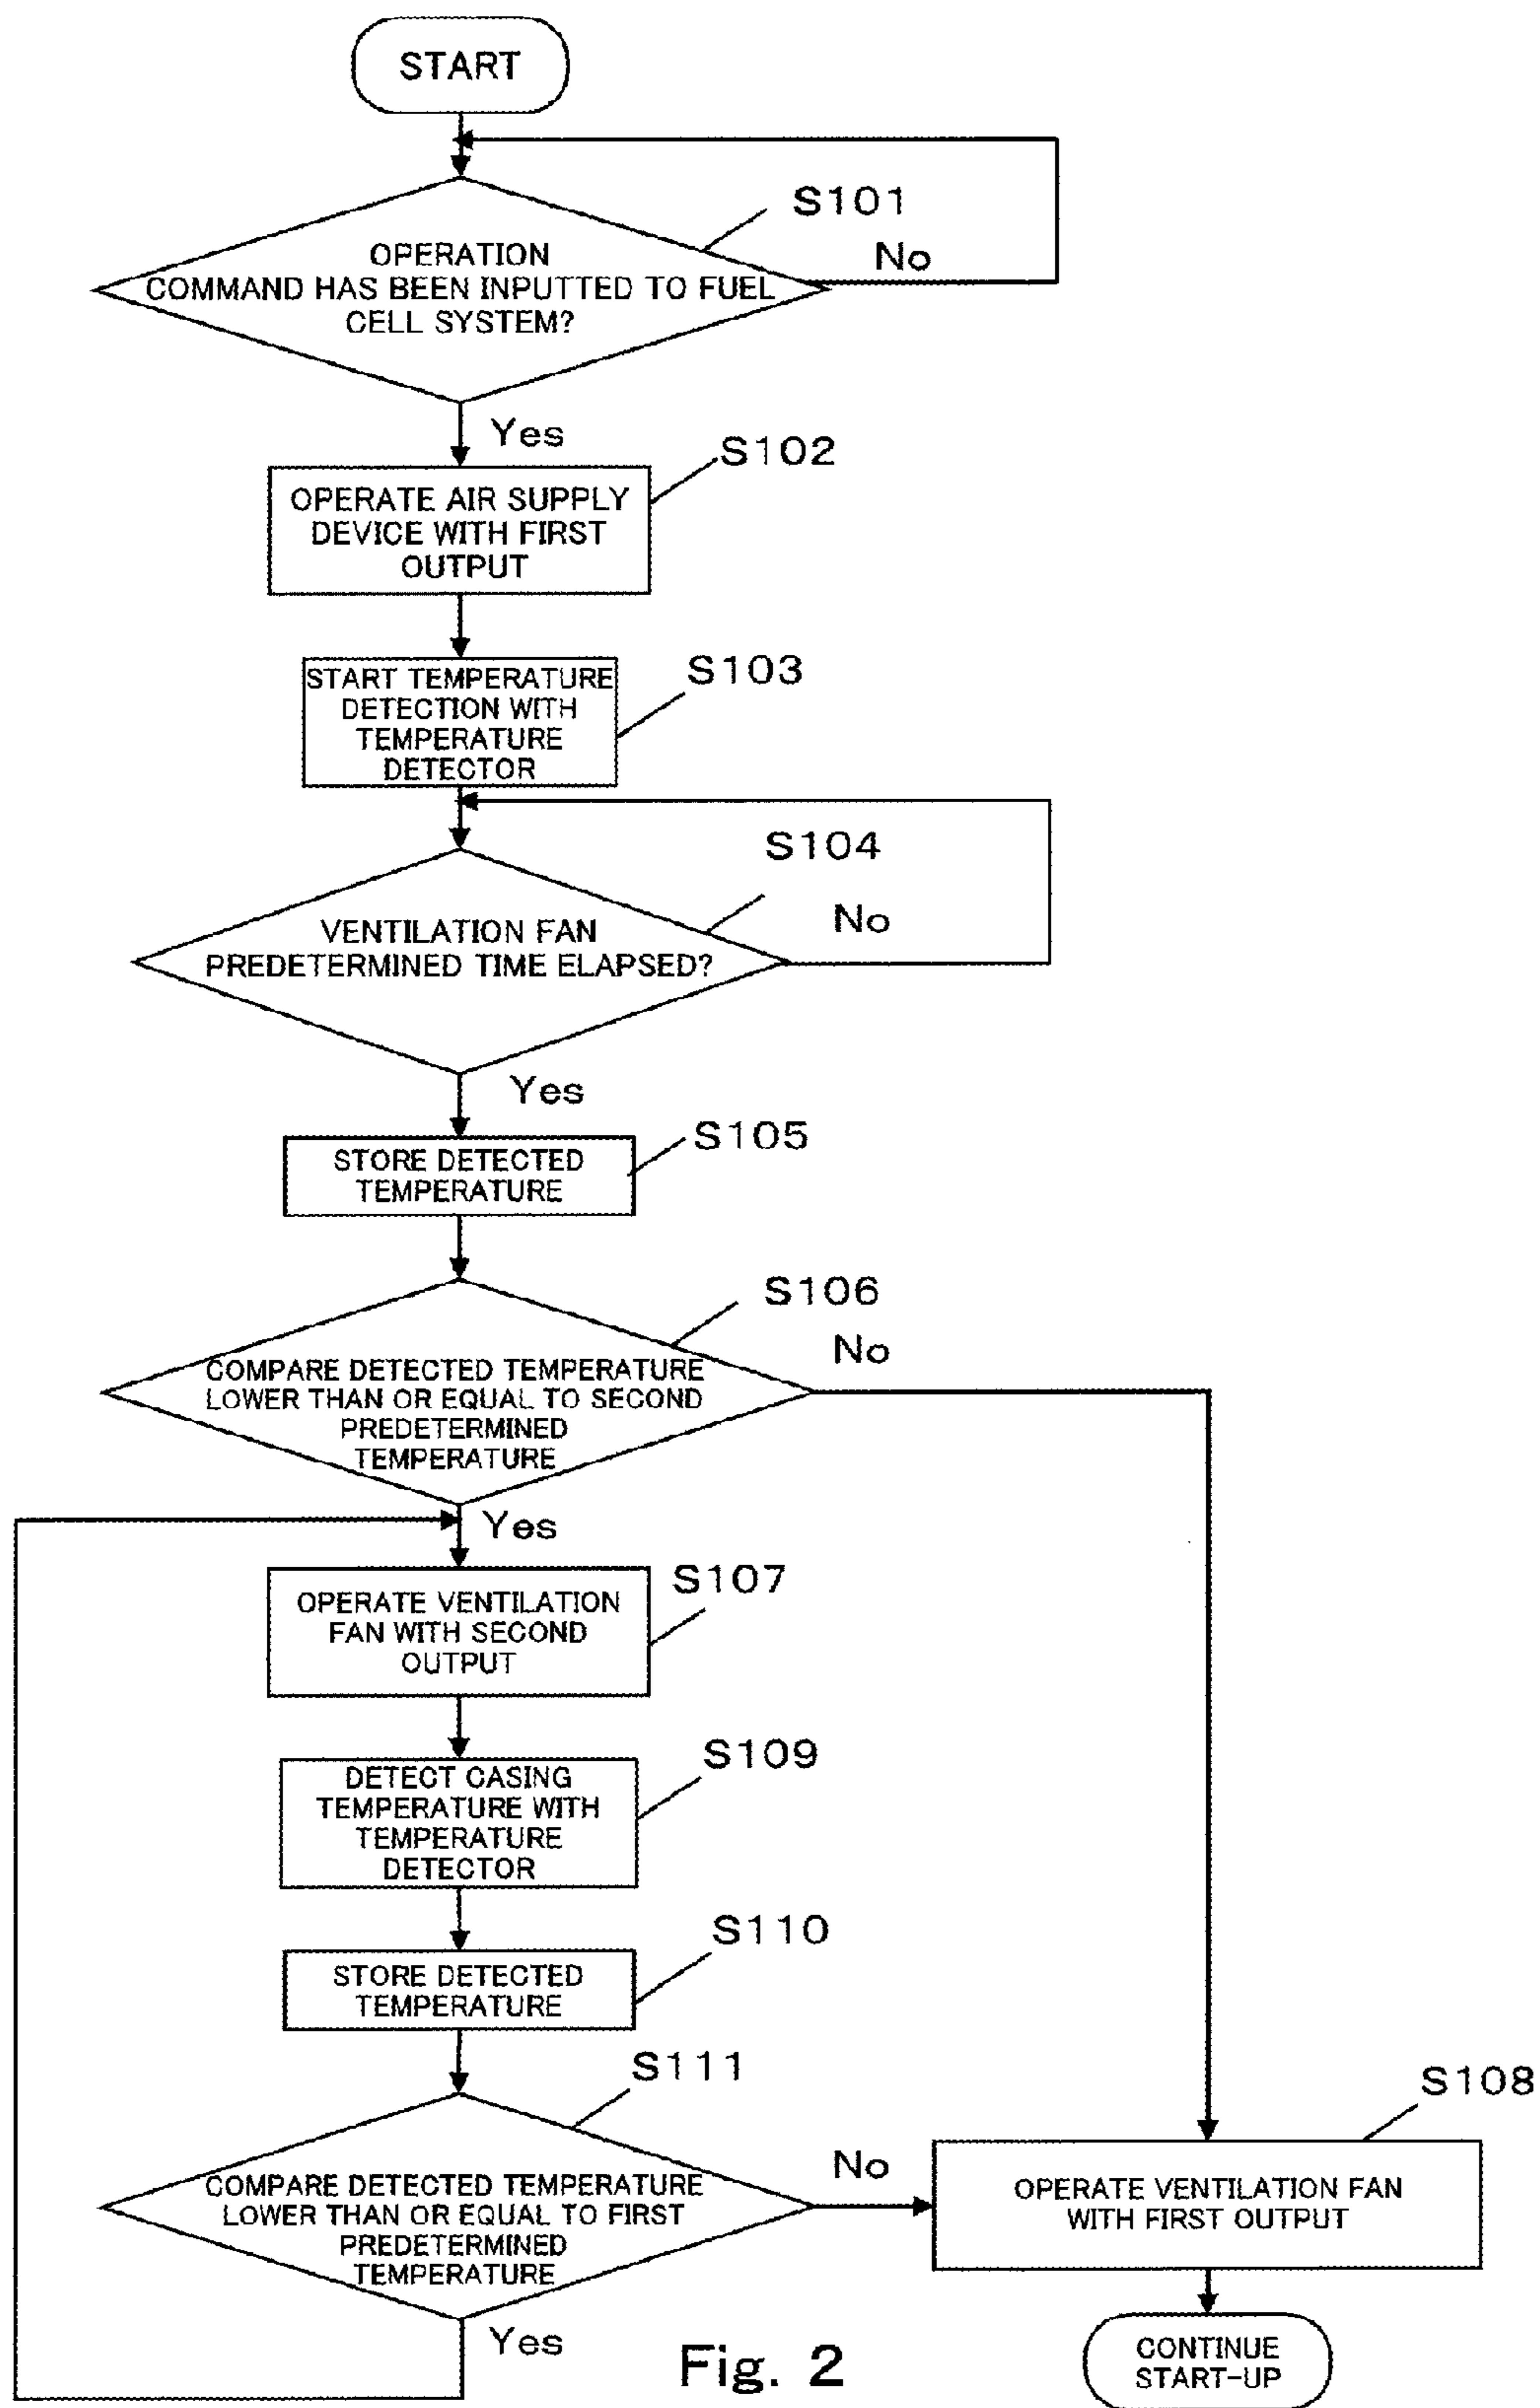 START
S101
No
OPERATION
COMMAND HAS BEEN INPUTTED TO FUEL
CELL SYSTEM?
Yes
S102
OPERATE AIR SUPPLY
DEVICE WITH FIRST
OUTPUT
S103
START TEMPERATURE
DETECTION WITH
TEMPERATURE
DETECTOR
S104
No
VENTILATION FAN
PREDETERMINED TIME ELAPSED?
Yes
S105
STORE DETECTED
TEMPERATURE
S106
No
COMPARE DETECTED TEMPERATURE
LOWER THAN OR EQUAL TO SECOND
PREDETERMINED
TEMPERATURE
Yes
S107
OPERATE VENTILATION
FAN WITH SECOND
OUTPUT
S109
DETECT CASING
TEMPERATURE WITH
TEMPERATURE
DETECTOR
S110
STORE DETECTED
TEMPERATURE
S111
No
COMPARE DETECTED TEMPERATURE
LOWER THAN OR EQUAL TO FIRST
PREDETERMINED
TEMPERATURE
Yes
S108
OPERATE VENTILATION FAN
WITH FIRST OUTPUT
CONTINUE
START-UP
Fig. 2